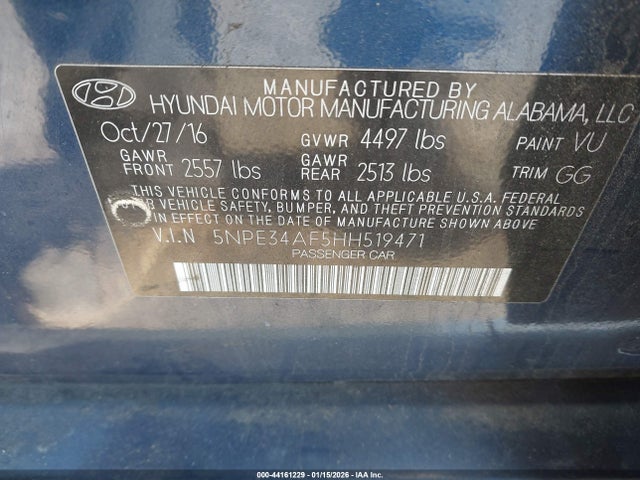 MANUFACTURED BY
HYUNDAI MOTOR MANUFACTURING ALABAMA, LLC
Oct/27/16 GVWR 4497 lbs PAINT VU
GAWR FRONT 2557 lbs GAWR REAR 2513 lbs TRIM GG
THIS VEHICLE CONFORMS TO ALL APPLICABLE U.S.A. FEDERAL
VEHICLE SAFETY, BUMPER, AND THEFT PREVENTION STANDARDS
IN EFFECT ON THE DATE OF MANUFACTURE SHOWN ABOVE.
V.I.N 5NPE34AF5HH519471
PASSENGER CAR
000-44161229 - 01/15/2026 - IAA Inc.